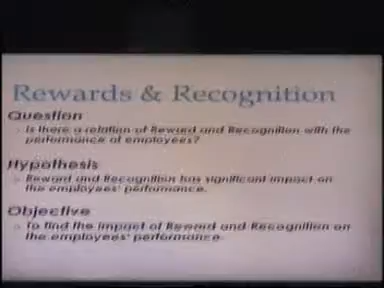 Rewards & Recognition
Question
Is there a relation of Reward and Recognition with the
performance of employees?
Hypothesis
Reward and Recognition has significant impact on
the employees' performance.
Objective
To find the impact of Reward and Recognition on
the employees' performance.